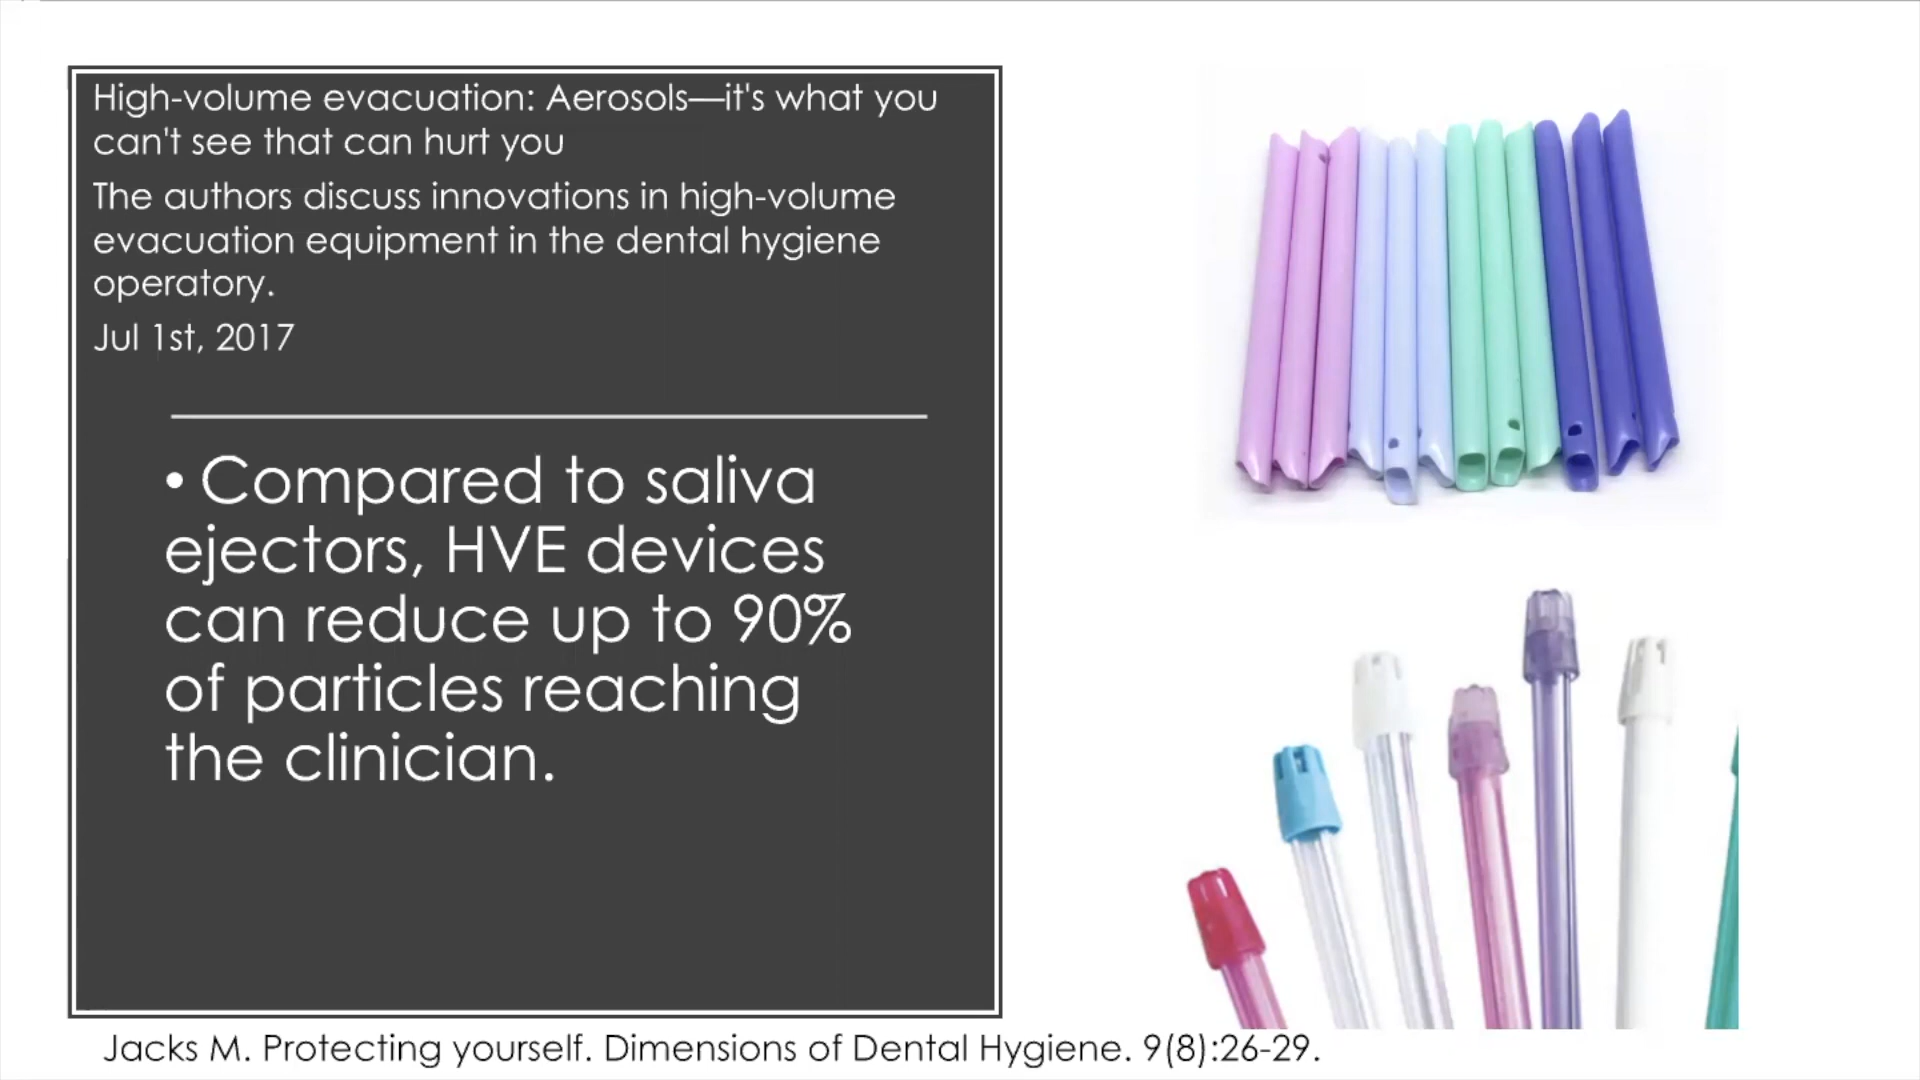 High-volume evacuation: Aerosols—it's what you
can't see that can hurt you
The authors discuss innovations in high-volume
evacuation equipment in the dental hygiene
operatory.
Jul 1st, 2017
• Compared to saliva
ejectors, HVE devices
can reduce up to 90%
of particles reaching
the clinician.
Jacks M. Protecting yourself. Dimensions of Dental Hygiene. 9(8):26-29.